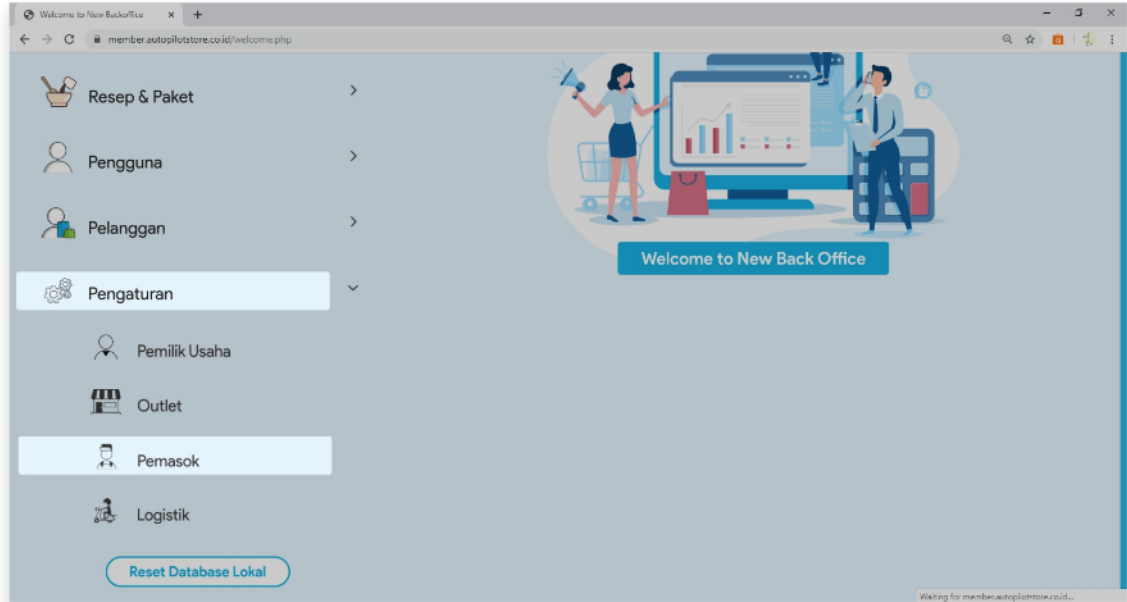 Welcome to New Backoffice
member.autopilotstore.co.id/welcome.php
Resep & Paket
Pengguna
Pelanggan
Pengaturan
Pemilik Usaha
Outlet
Pemasok
Logistik
Reset Database Lokal
Welcome to New Back Office
Waiting for member.autopilotstore.co.id...